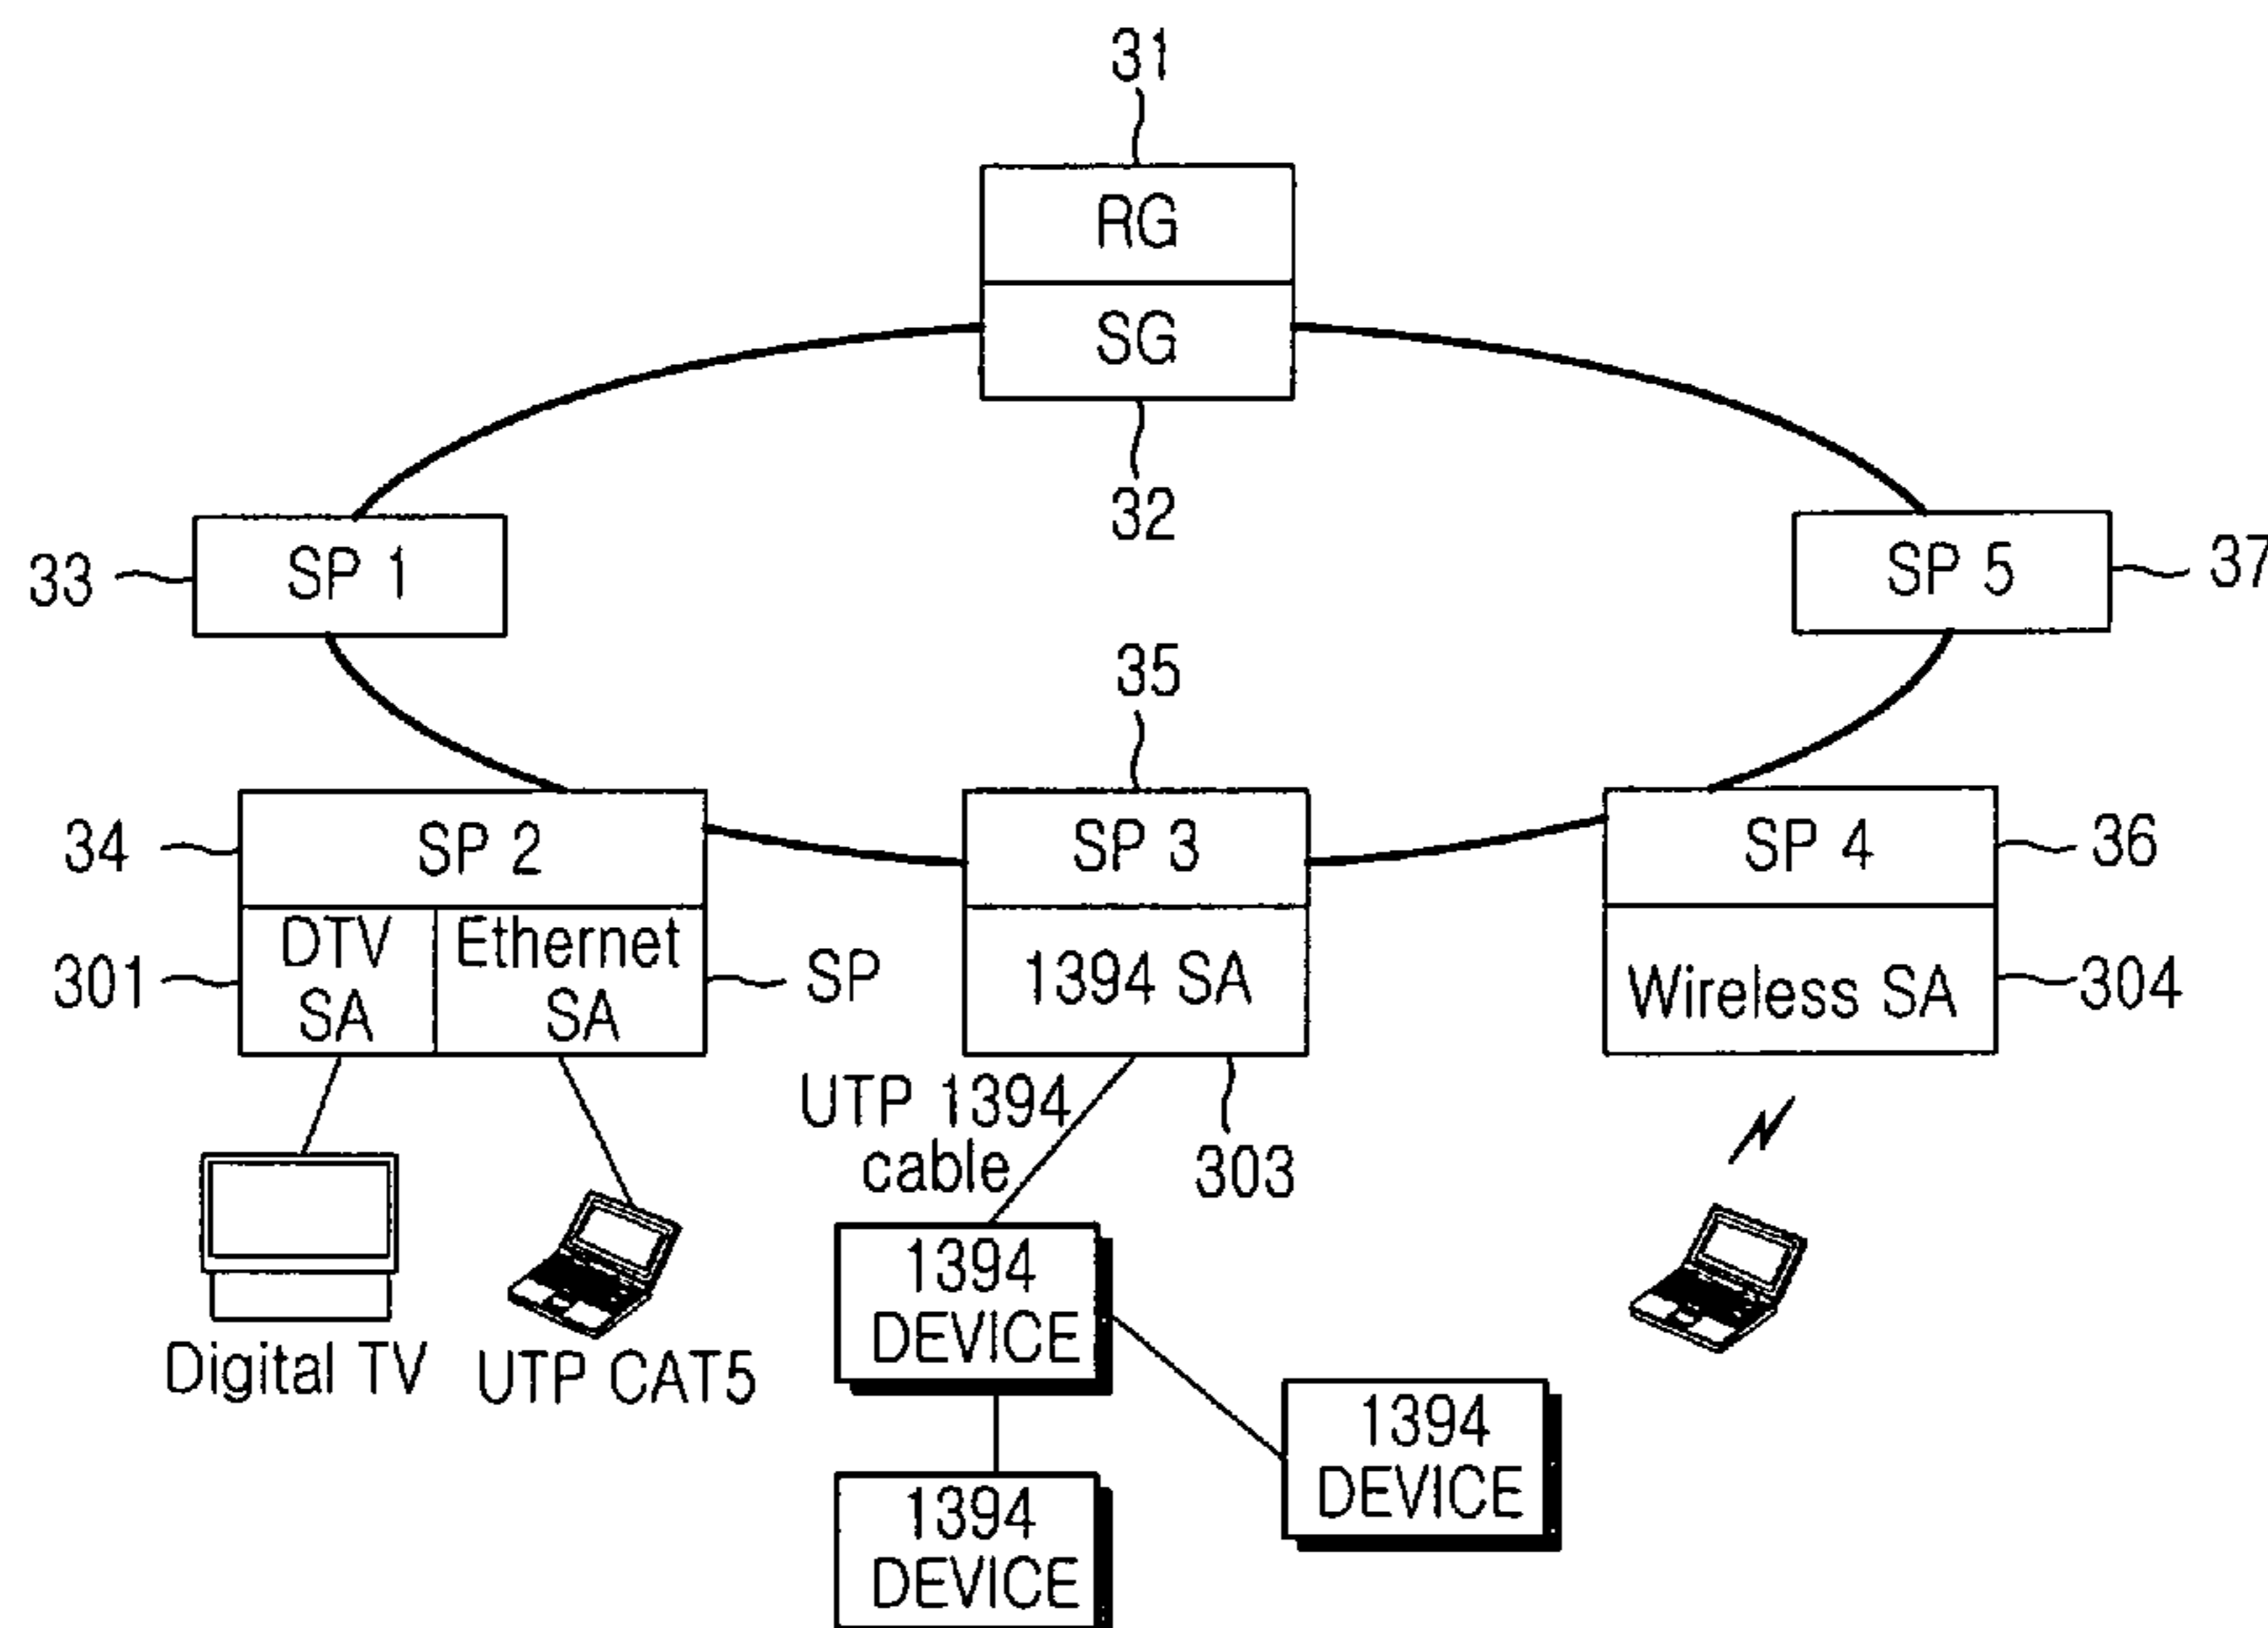 31
RG
SG
32
33
SP 1
SP 5
37
35
34
SP 2
SP 3
SP 4
36
301
DTV
SA
Ethernet
SA
SP
1394 SA
Wireless SA
304
UTP 1394
cable
303
Digital TV
UTP CAT5
1394
DEVICE
1394
DEVICE
1394
DEVICE